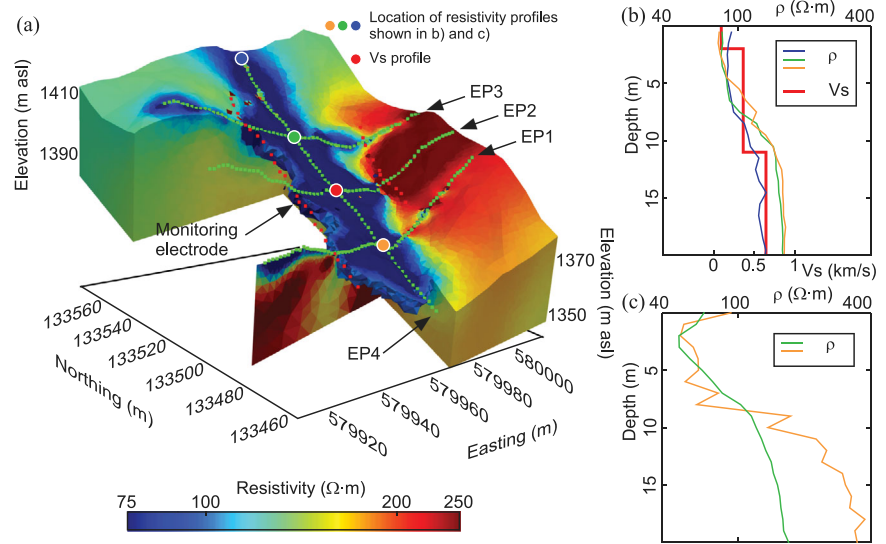 (a)
Location of resistivity profiles
shown in b) and c)
Vs profile
Elevation (m asl)
1410
1390
EP3
EP2
EP1
Monitoring
electrode
EP4
1370
1350
Elevation (m asl)
133560
133540
133520
133500
133480
133460
Northing (m)
579920
579940
579960
579980
580000
Easting (m)
Resistivity (Ω·m)
75
100
200
250
(b)
ρ (Ω·m)
40
100
400
ρ
Vs
Depth (m)
5
10
15
0
0.5
1
Vs (km/s)
(c)
ρ (Ω·m)
40
100
400
ρ
Depth (m)
5
10
15